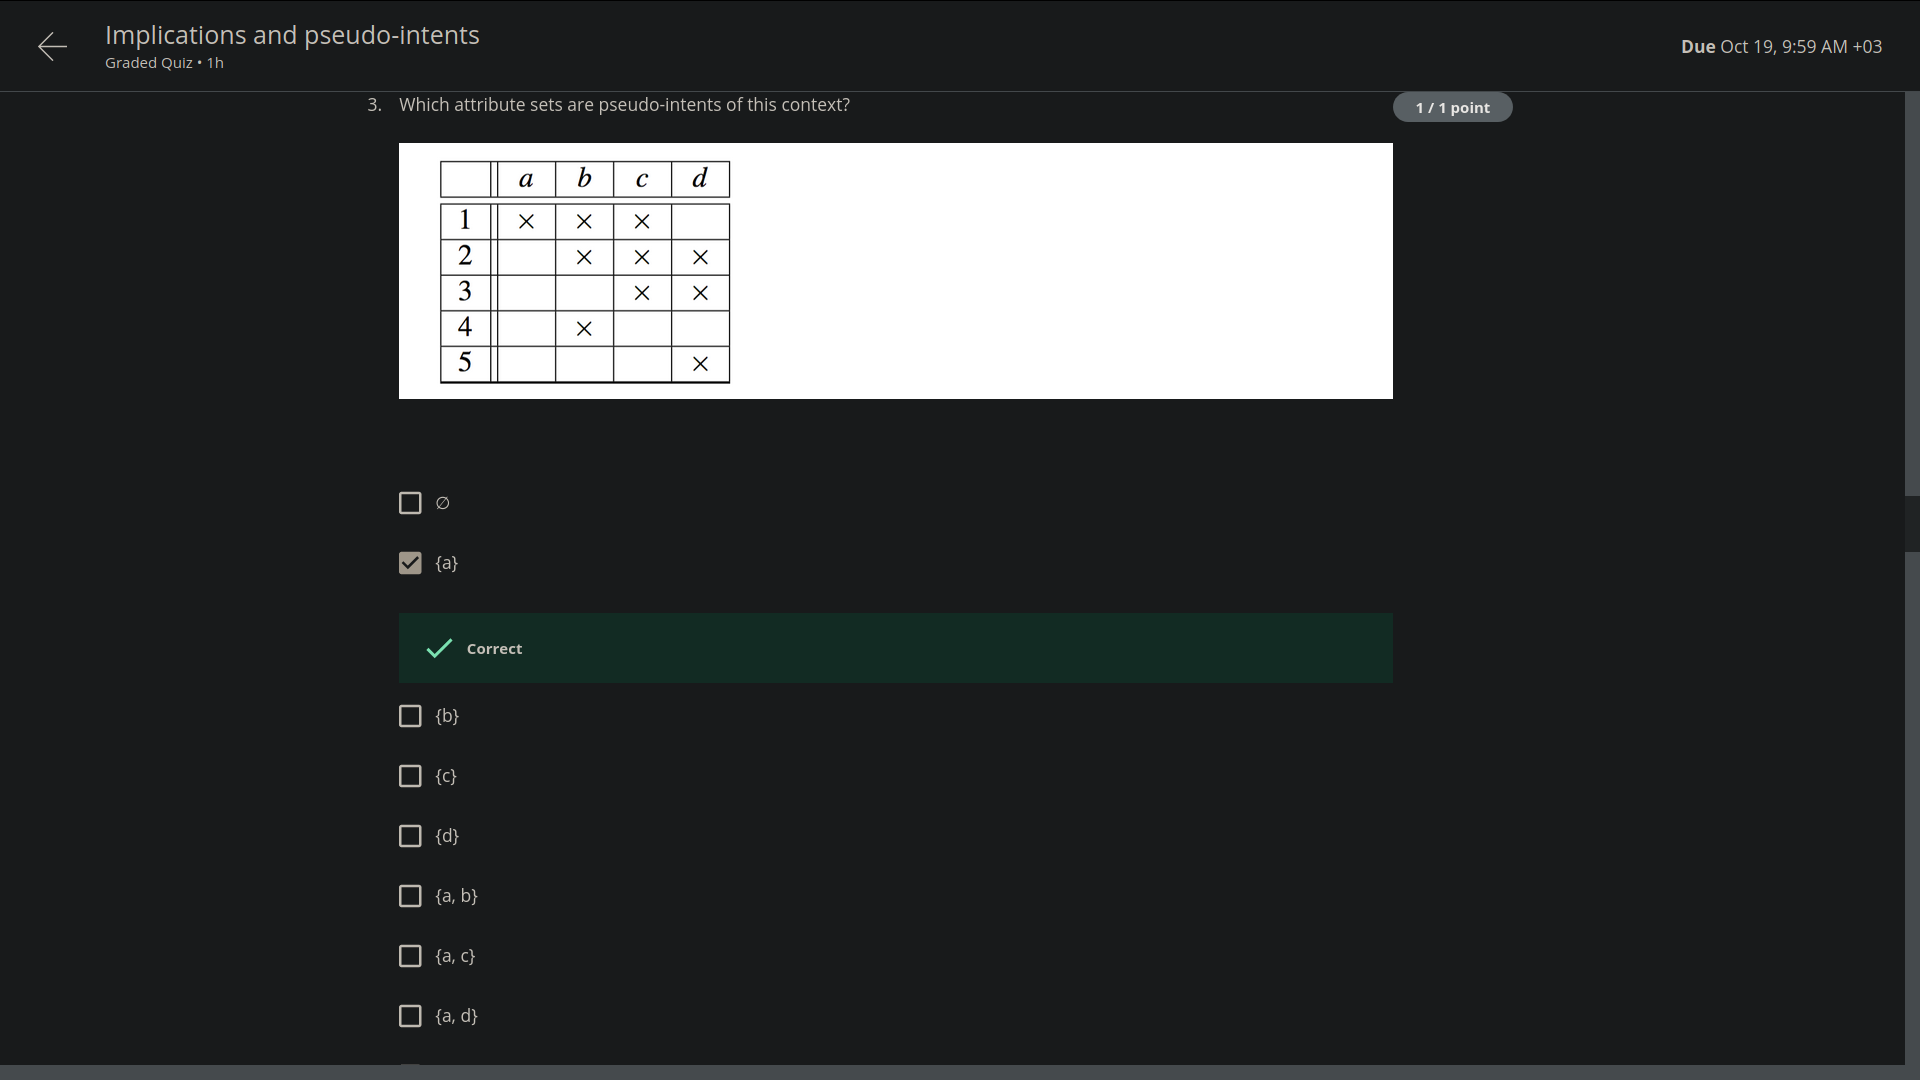 Implications and pseudo-intents
Graded Quiz • 1h
Due Oct 19, 9:59 AM +03
3. Which attribute sets are pseudo-intents of this context?
1 / 1 point
a b c d
1 × × ×
2 × × ×
3 × ×
4 ×
5 ×
∅
{a}
Correct
{b}
{c}
{d}
{a, b}
{a, c}
{a, d}